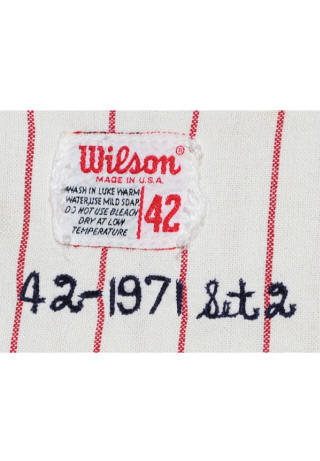 Wilson®
MADE IN U.S.A.
WASH IN LUKE WARM
WATER, USE MILD SOAP.
DO NOT USE BLEACH
DRY AT LOW
TEMPERATURE
42
42-1971 Set 2